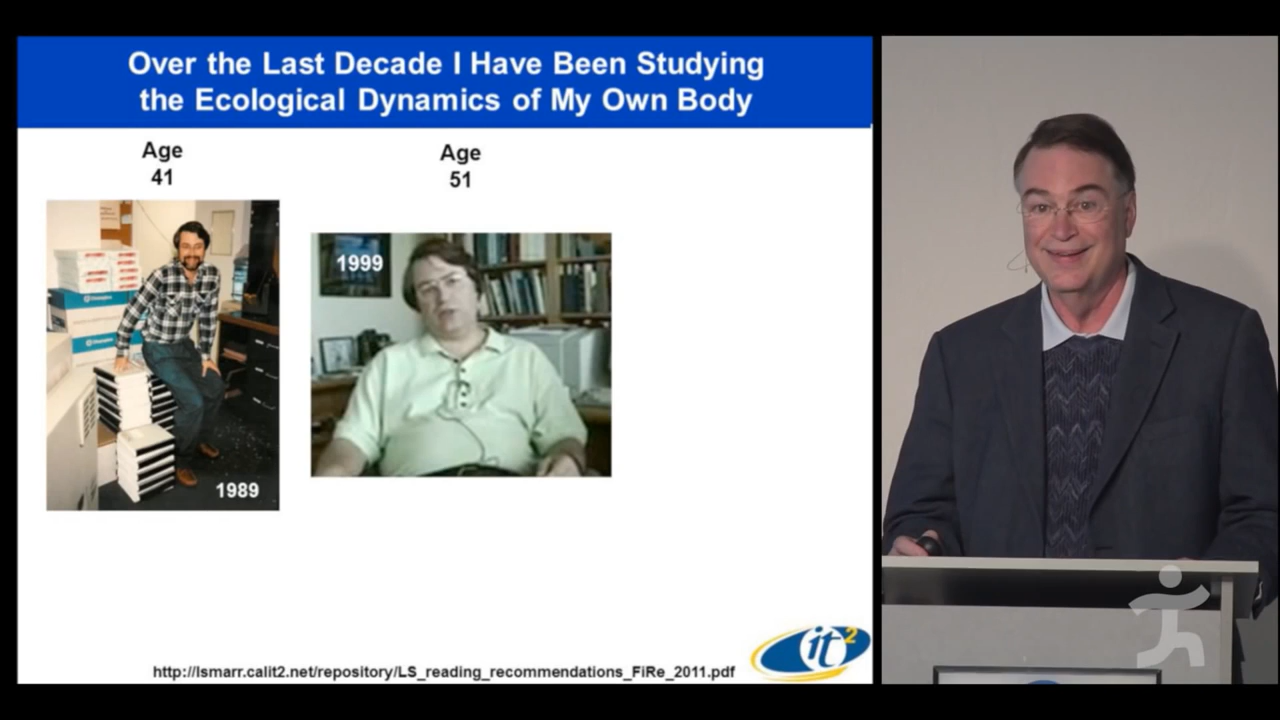 Over the Last Decade I Have Been Studying
the Ecological Dynamics of My Own Body
Age
41
Age
51
1999
1989
it2
http://lsmarr.calit2.net/repository/LS_reading_recommendations_FiRe_2011.pdf